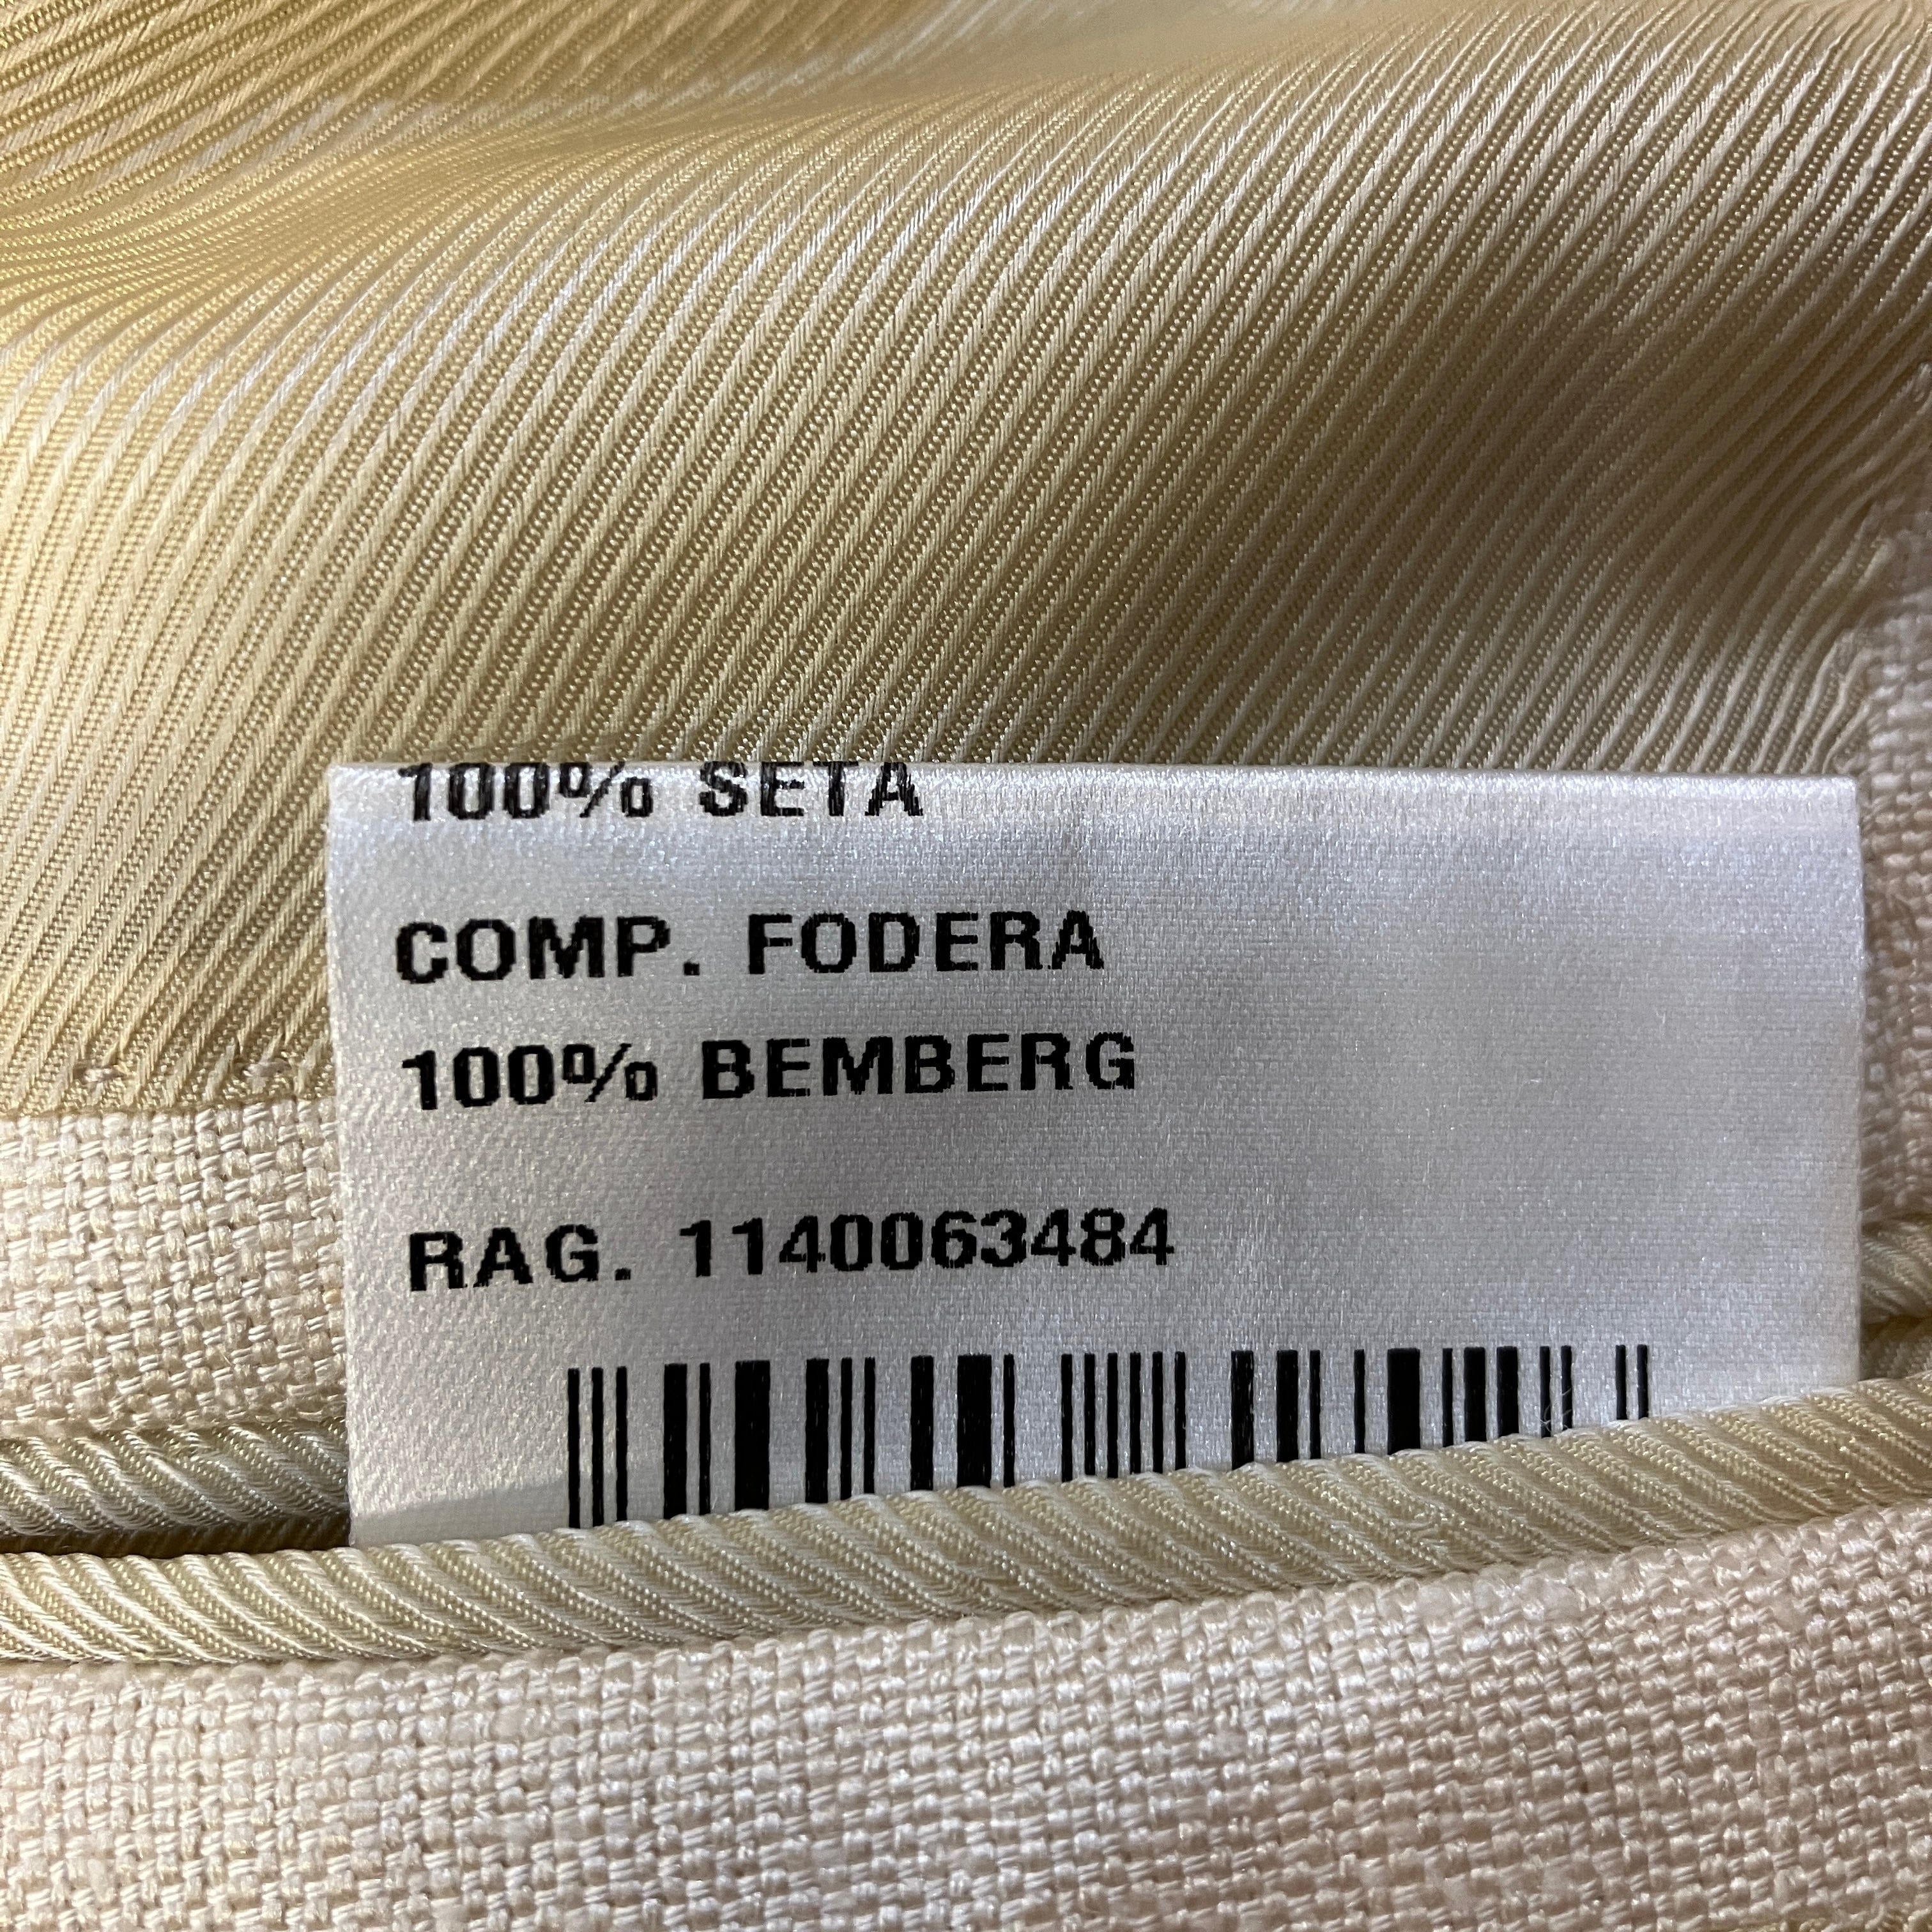 100% SETA
COMP. FODERA
100% BEMBERG
RAG. 1140063484